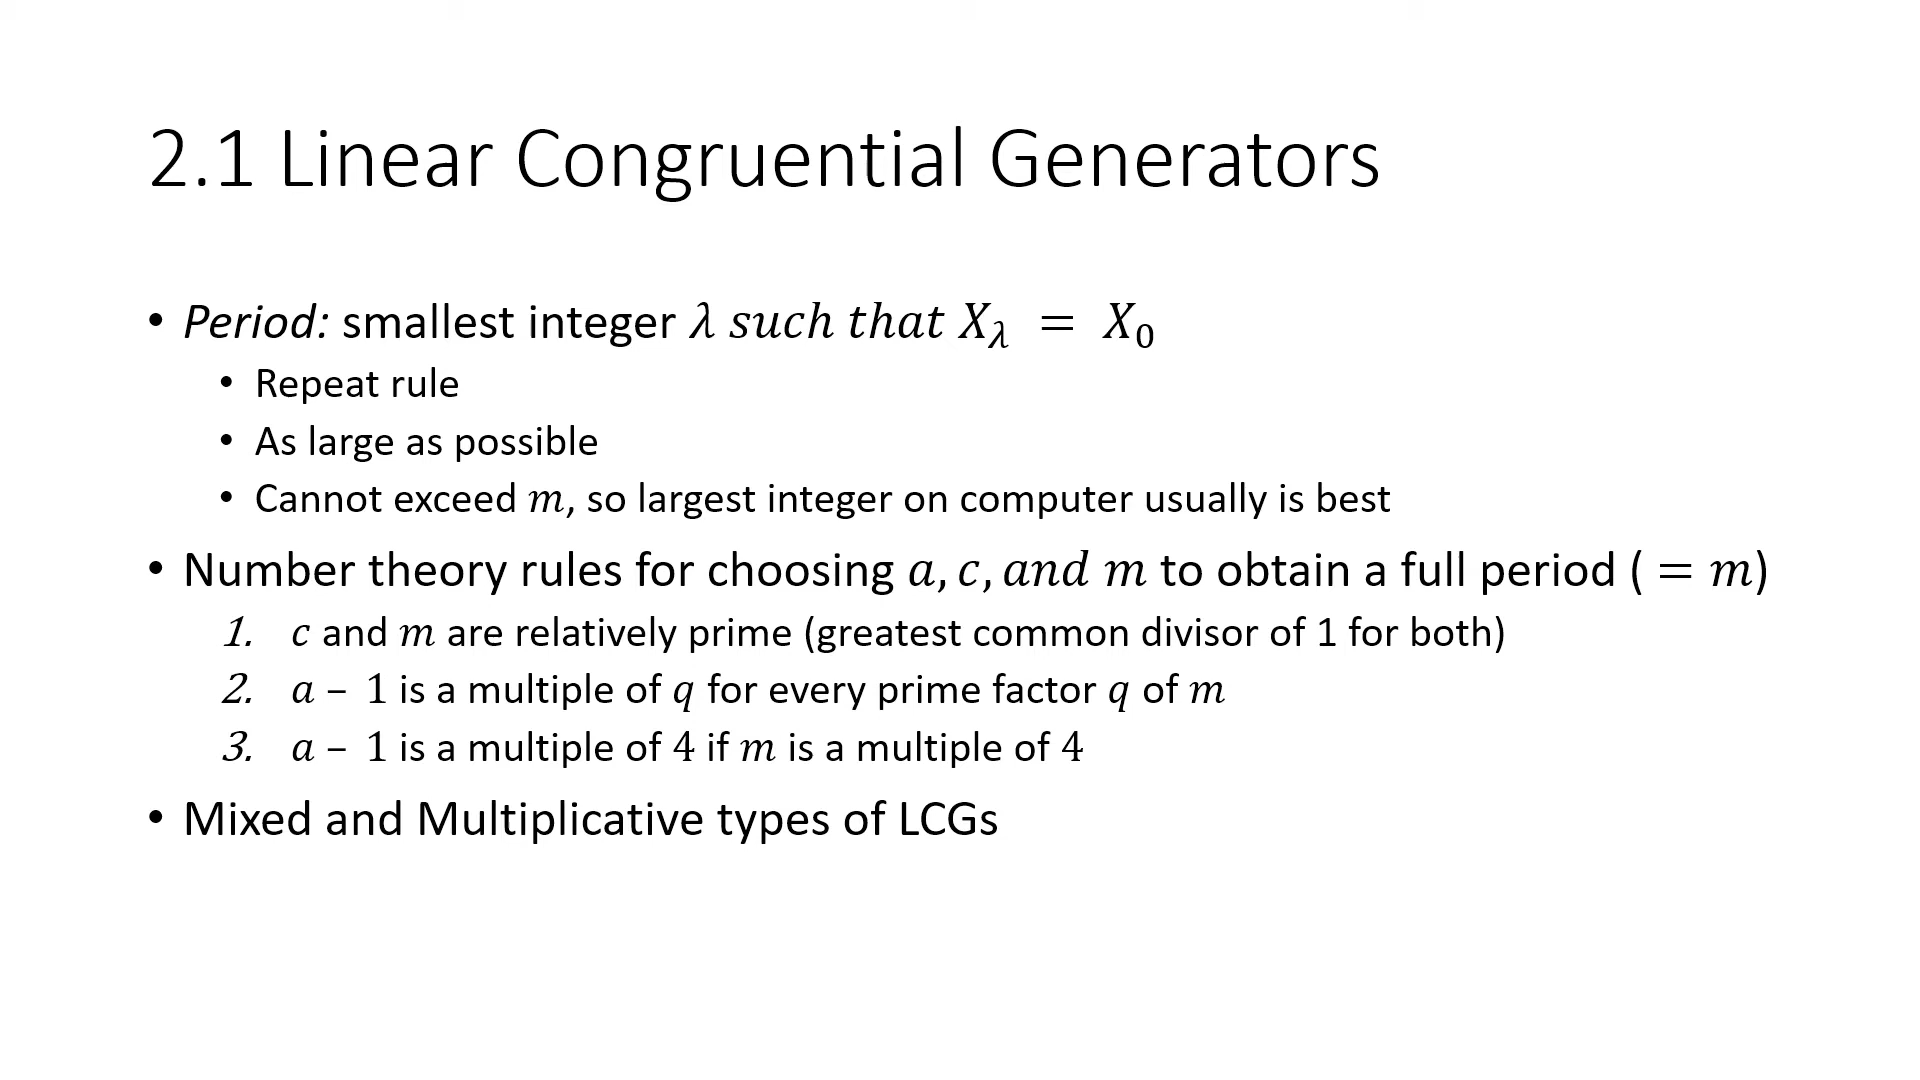 2.1 Linear Congruential Generators
• Period: smallest integer λ such that X_λ = X_0
• Repeat rule
• As large as possible
• Cannot exceed m, so largest integer on computer usually is best
• Number theory rules for choosing a, c, and m to obtain a full period ( = m)
1. c and m are relatively prime (greatest common divisor of 1 for both)
2. a – 1 is a multiple of q for every prime factor q of m
3. a – 1 is a multiple of 4 if m is a multiple of 4
• Mixed and Multiplicative types of LCGs